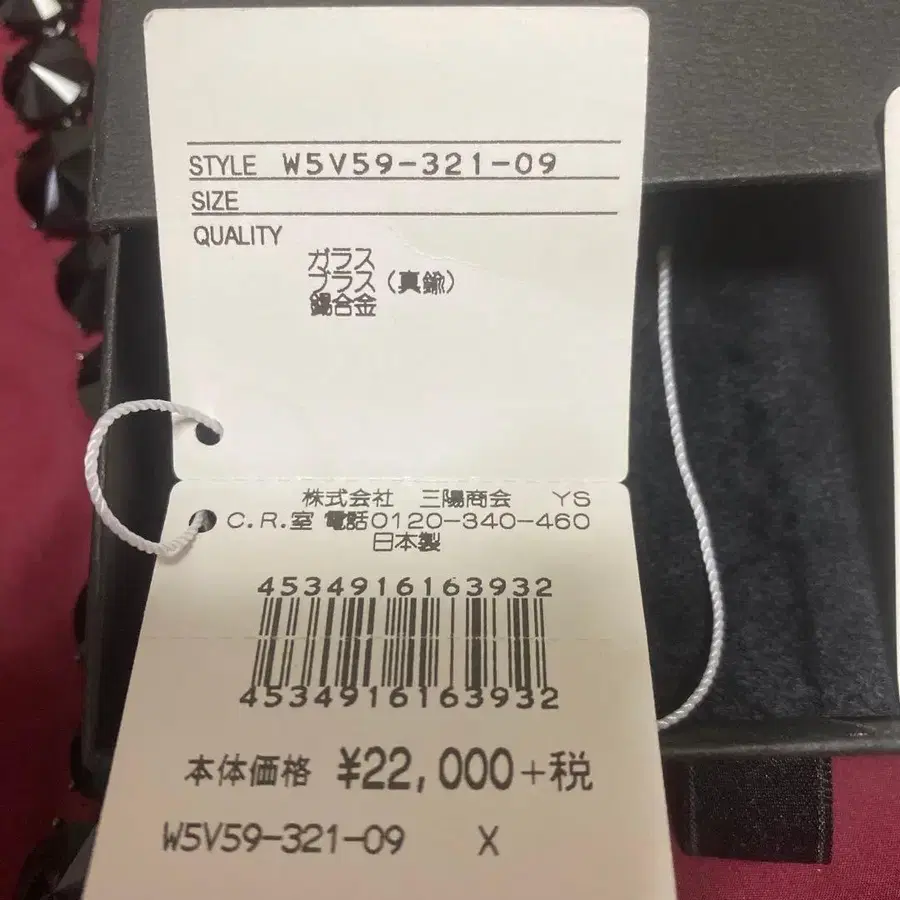 STYLE W5V59-321-09
SIZE
QUALITY
ガラス
ブラス(真鍮)
錫合金
株式会社 三陽商会 YS
C.R.室 電話0120-340-460
日本製
4534916163932
4534916163932
本体価格 ¥22,000+税
W5V59-321-09 X